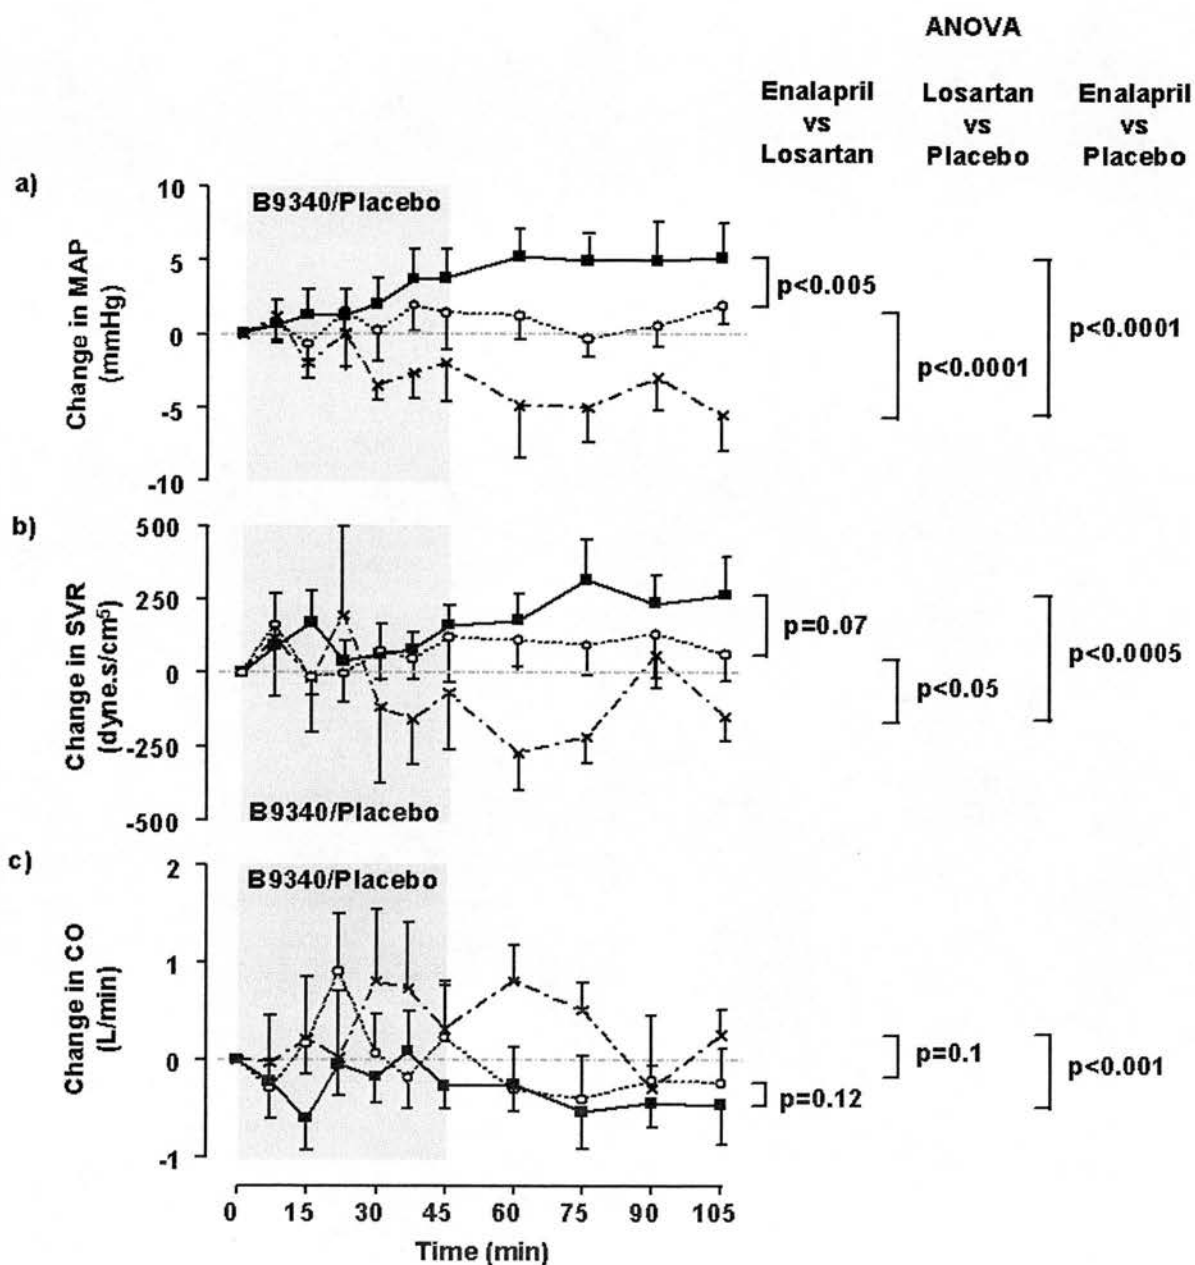 ANOVA
Enalapril
vs
Losartan
Losartan
vs
Placebo
Enalapril
vs
Placebo
a)
Change in MAP
(mmHg)
10
5
0
-5
-10
B9340/Placebo
p<0.005
p<0.0001
p<0.0001
b)
Change in SVR
(dyne.s/cm⁵)
500
250
0
-250
-500
B9340/Placebo
p=0.07
p<0.05
p<0.0005
c)
Change in CO
(L/min)
2
1
0
-1
B9340/Placebo
p=0.12
p=0.1
p<0.001
0 15 30 45 60 75 90 105
Time (min)